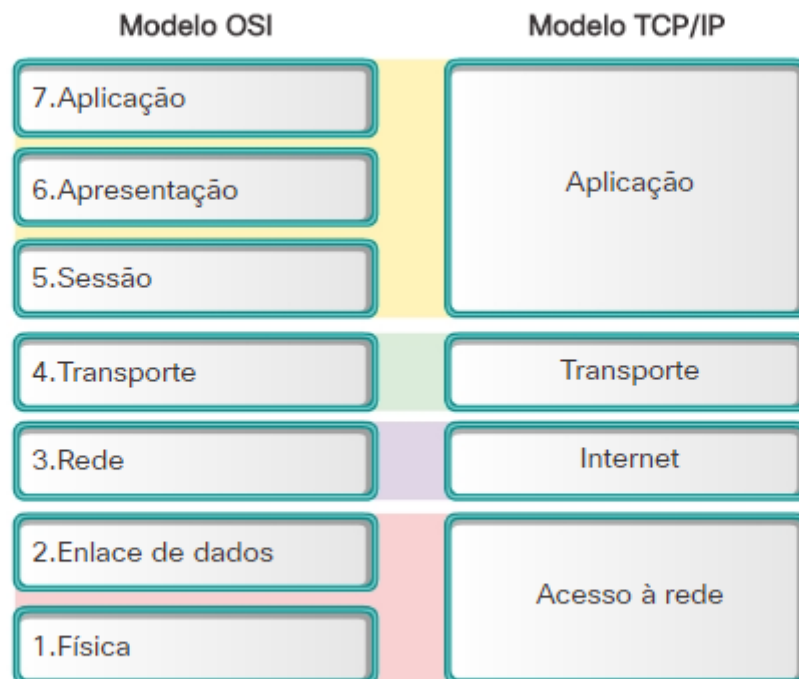 Modelo OSI
Modelo TCP/IP
7.Aplicação
6.Apresentação
5.Sessão
Aplicação
4.Transporte
Transporte
3.Rede
Internet
2.Enlace de dados
1.Física
Acesso à rede